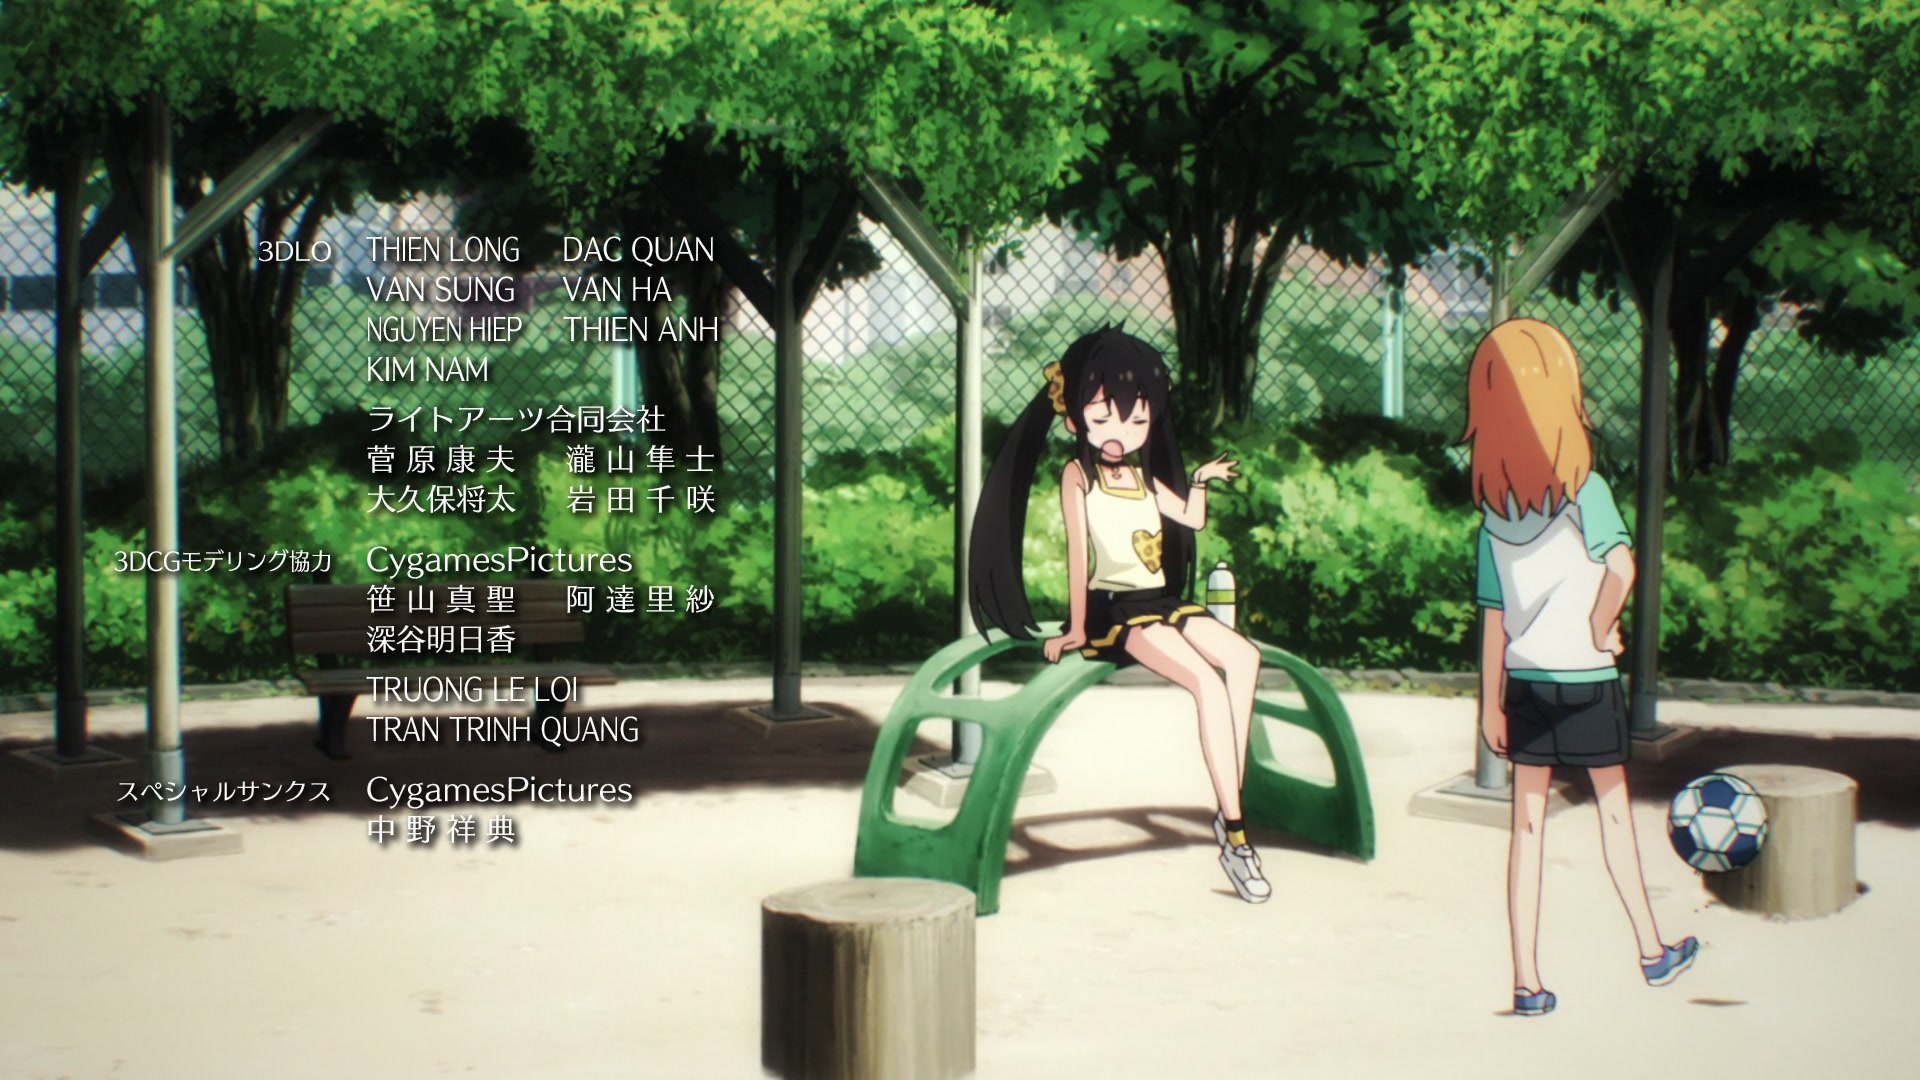 3DLO THIEN LONG DAC QUAN
VAN SUNG VAN HA
NGUYEN HIEP THIEN ANH
KIM NAM
ライトアーツ合同会社
菅原康夫 瀧山隼士
大久保将太 岩田千咲
3DCGモデリング協力 CygamesPictures
笹山真聖 阿達里紗
深谷明日香
TRUONG LE LOI
TRAN TRINH QUANG
スペシャルサンクス CygamesPictures
中野祥典